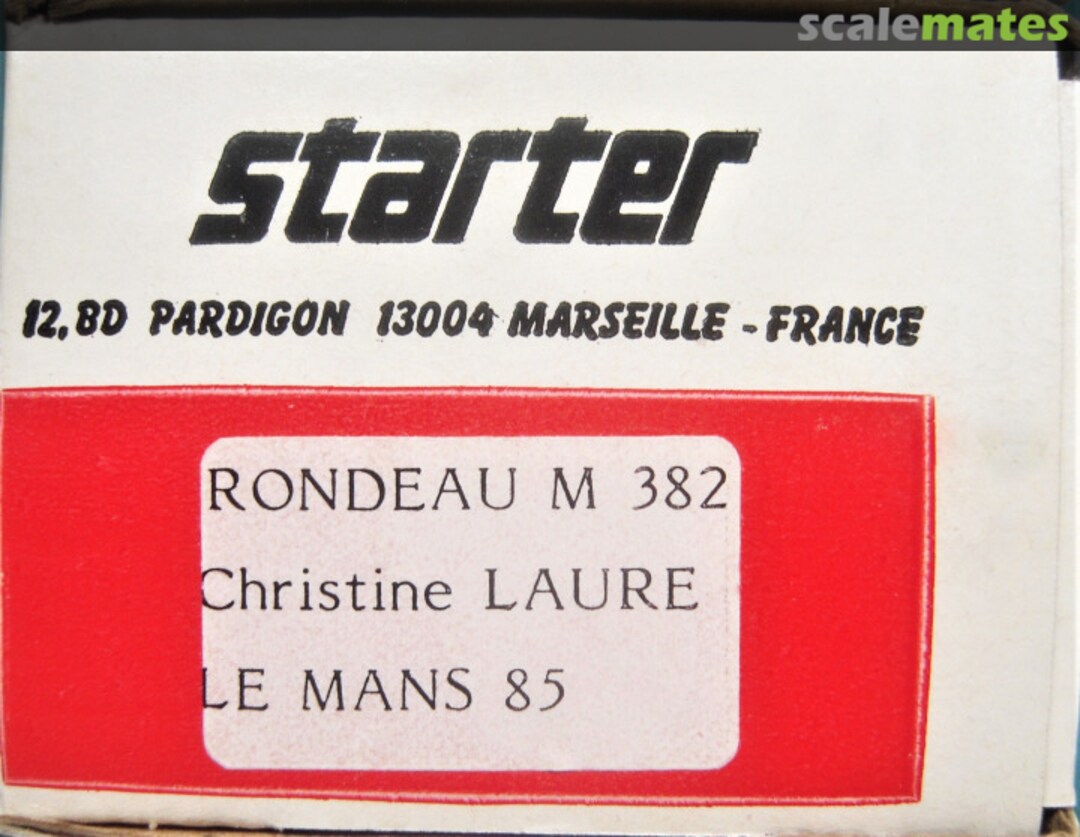 scalemates
starter
12, BD PARDIGON 13004 MARSEILLE - FRANCE
RONDEAU M 382
Christine LAURE
LE MANS 85